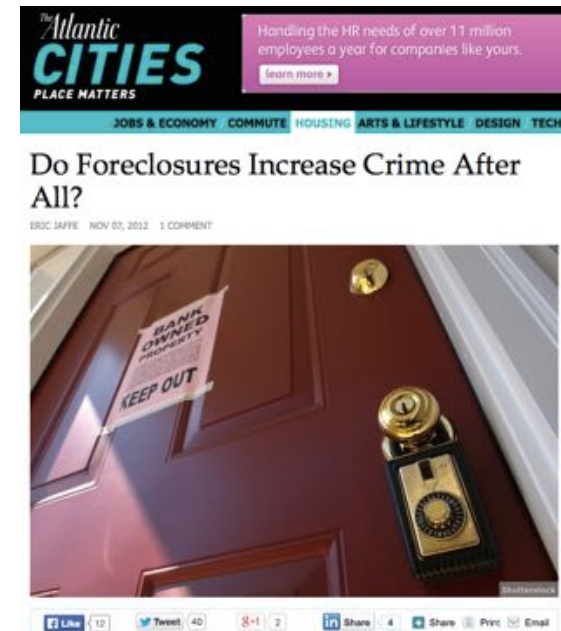 The Atlantic
CITIES
PLACE MATTERS
Handling the HR needs of over 11 million
employees a year for companies like yours.
learn more
JOBS & ECONOMY COMMUTE HOUSING ARTS & LIFESTYLE DESIGN TECH
Do Foreclosures Increase Crime After
All?
ERIC JAFFE NOV 07, 2012 1 COMMENT
BANK
OWNED
PROPERTY
KEEP OUT
Shutterstock
Like 12 Tweet 40 g+1 2 in Share 4 Share Print Email